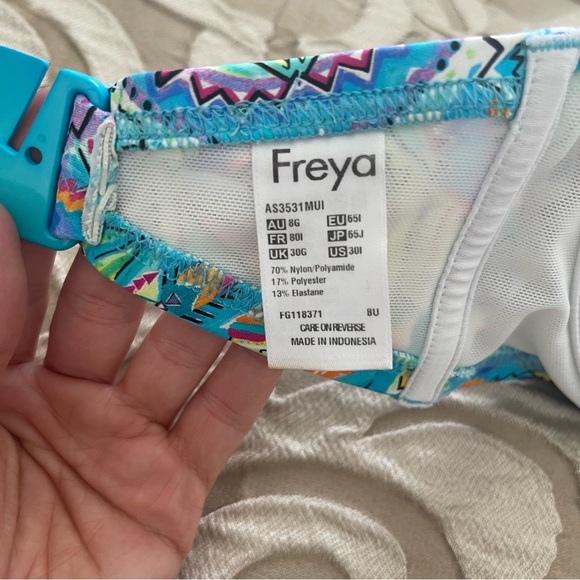 Freya
AS3531MUI
AU 8G EU 65I
FR 80I JP 65J
UK 30G US 30I
70% Nylon/Polyamide
17% Polyester
13% Elastane
FG118371 BU
CARE ON REVERSE
MADE IN INDONESIA